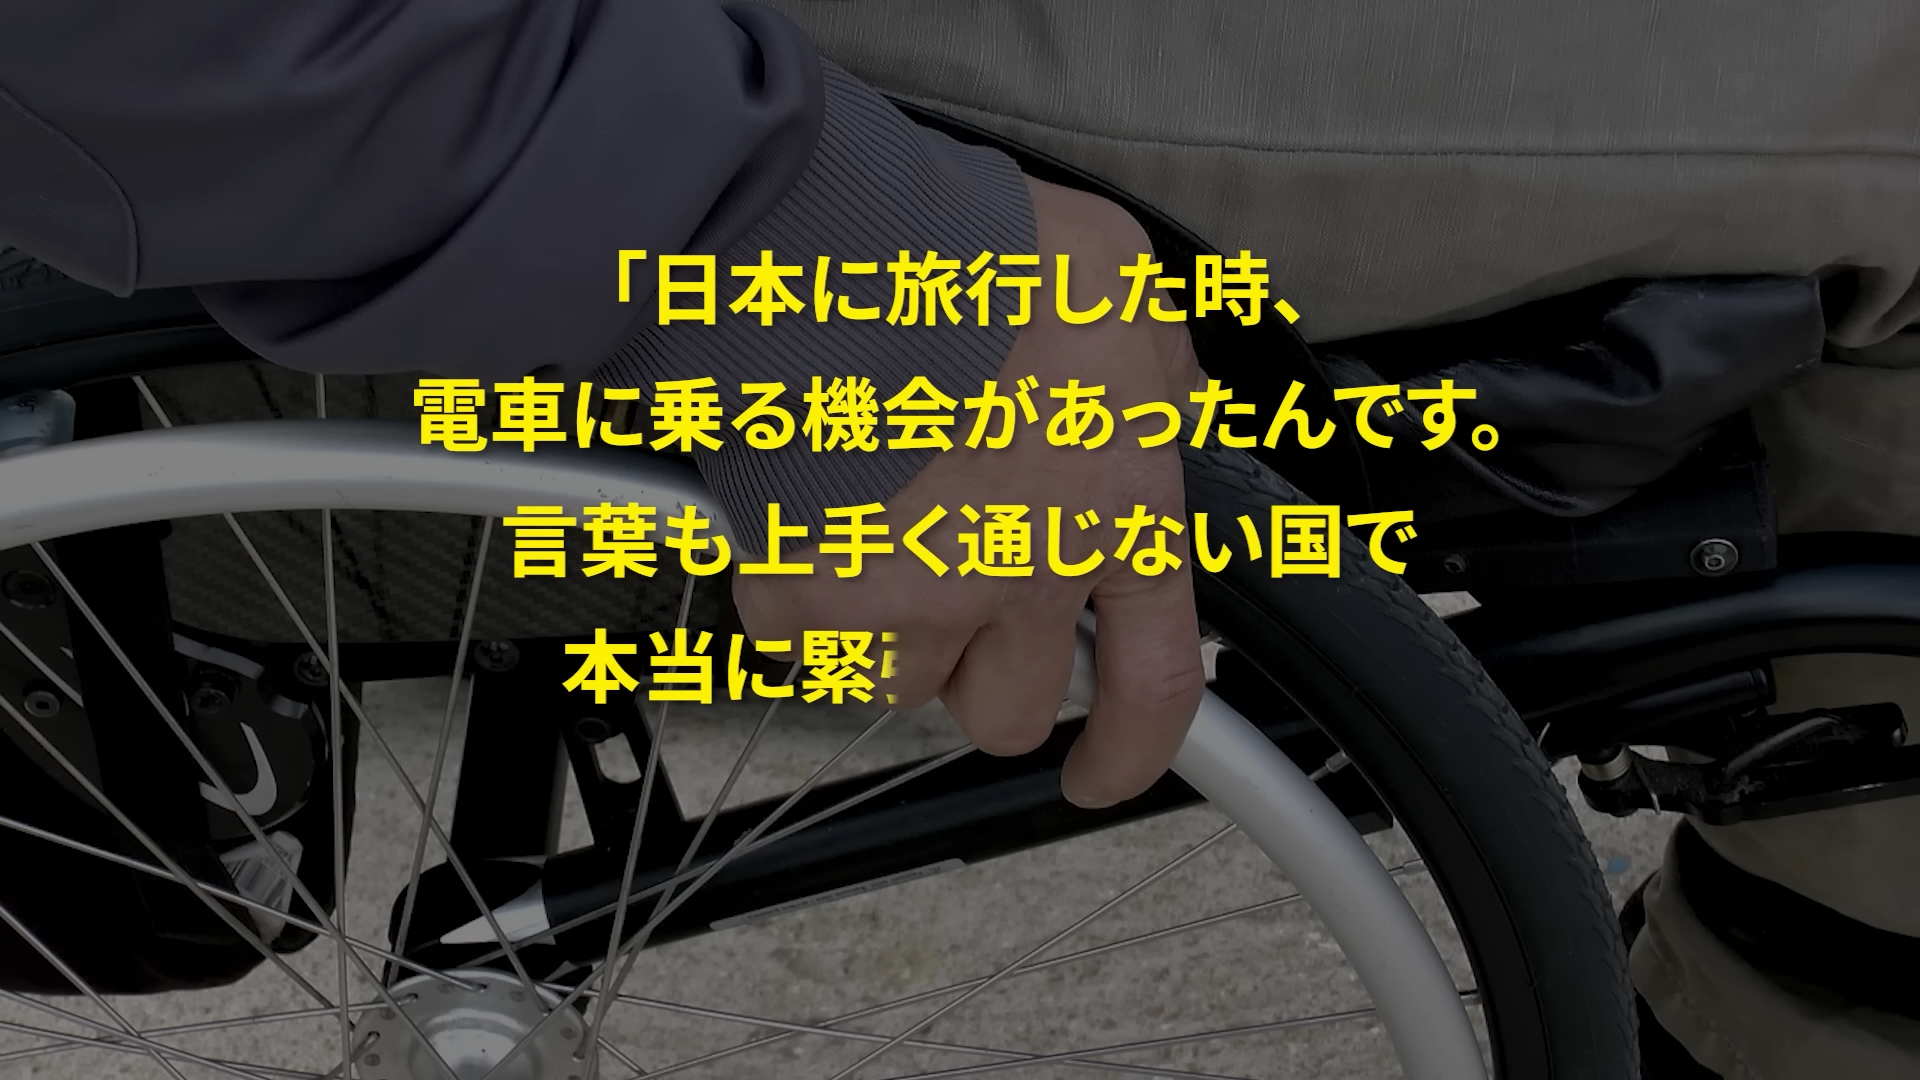 「日本に旅行した時、
電車に乗る機会があったんです。
言葉も上手く通じない国で
本当に緊